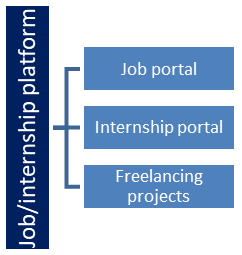 Job/internship platform
Job portal
Internship portal
Freelancing
projects